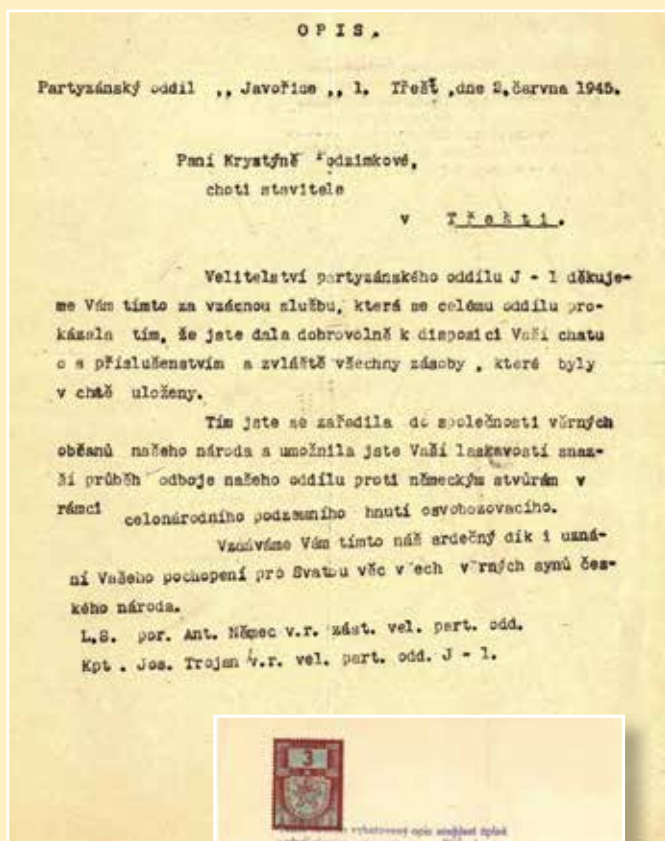 OPIS.
Partyzánský oddíl ,, Javořice ,, 1. Třešť ,dne 2.června 1945.
Paní Krystýně
choti stavitele
v Třešti.
Velitelství partyzánského oddílu J - 1 děkuje-
me Vám tímto za vzácnou službu, která se celému oddílu pro-
kázala tím, že jste dala dobrovolně k disposici Vaší chatu
o s příslušenstvím a zvláště všechny zásoby , které byly
v chatě uloženy.
Tím jste se zařadila do společnosti věrných
občanů našeho národa a umožnila jste Vaší laskavostí snaz-
ší průběh odboje našeho oddílu proti německým stvůrám v
rámci celonárodního podzemního hnutí osvobozovacího.
Vzdáváme Vám tímto náš srdečný dík i uzná-
ní Vašeho pochopení pro Svatou věc všech věrných synů čes-
kého národa.
L.S. por. Ant. Němec v.r. zást. vel. part. odd.
Kpt . Jos. Trojan v.r. vel. part. odd. J - 1.
3
vyhotovený opis souhlasí úplně